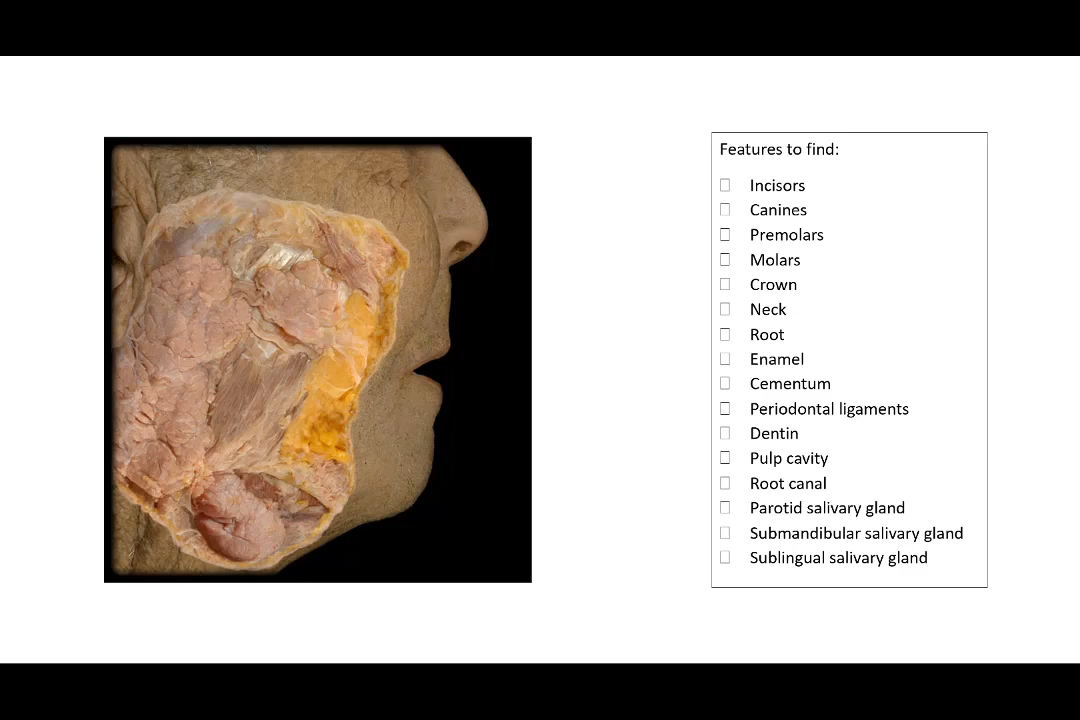 Features to find:
Incisors
Canines
Premolars
Molars
Crown
Neck
Root
Enamel
Cementum
Periodontal ligaments
Dentin
Pulp cavity
Root canal
Parotid salivary gland
Submandibular salivary gland
Sublingual salivary gland